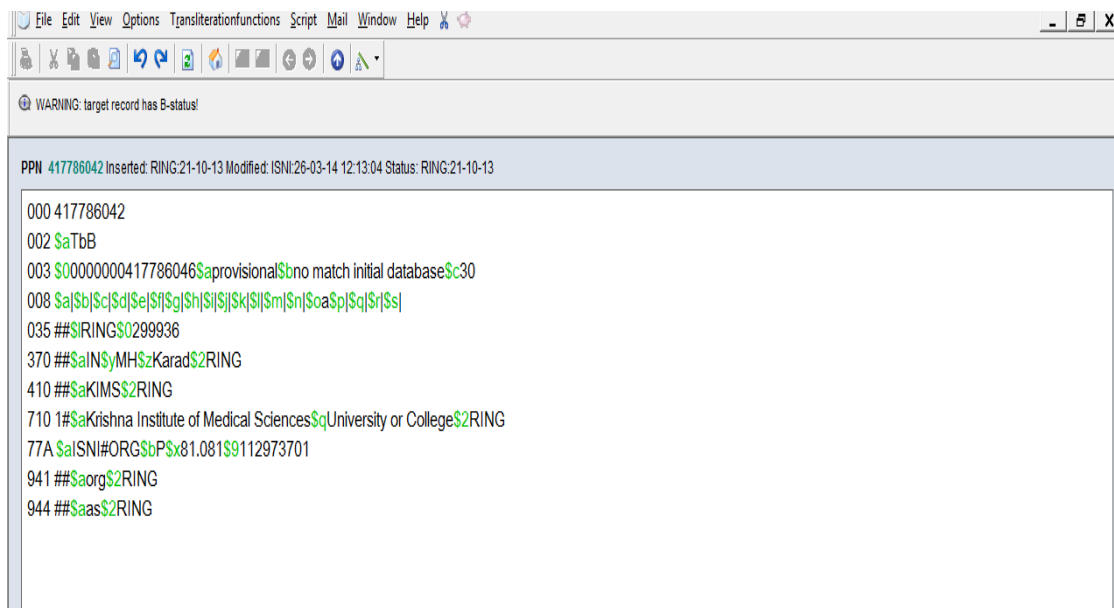 File Edit View Options Transliterationfunctions Script Mail Window Help
WARNING: target record has B-status!
PPN 417786042 Inserted: RING:21-10-13 Modified: ISNI:26-03-14 12:13:04 Status: RING:21-10-13
000 417786042
002 $aTbB
003 $00000000417786046$aprovisional$bno match initial database$c30
008 $a|$b|$c|$d|$e|$f|$g|$h|$i|$j|$k|$l|$m|$n|$oa$p|$q|$r|$s|
035 ##$IRING$0299936
370 ##$aIN$yMH$zKarad$2RING
410 ##$aKIMS$2RING
710 1#$aKrishna Institute of Medical Sciences$qUniversity or College$2RING
77A $aISNI#ORG$bP$x81.081$9112973701
941 ##$aorg$2RING
944 ##$aas$2RING